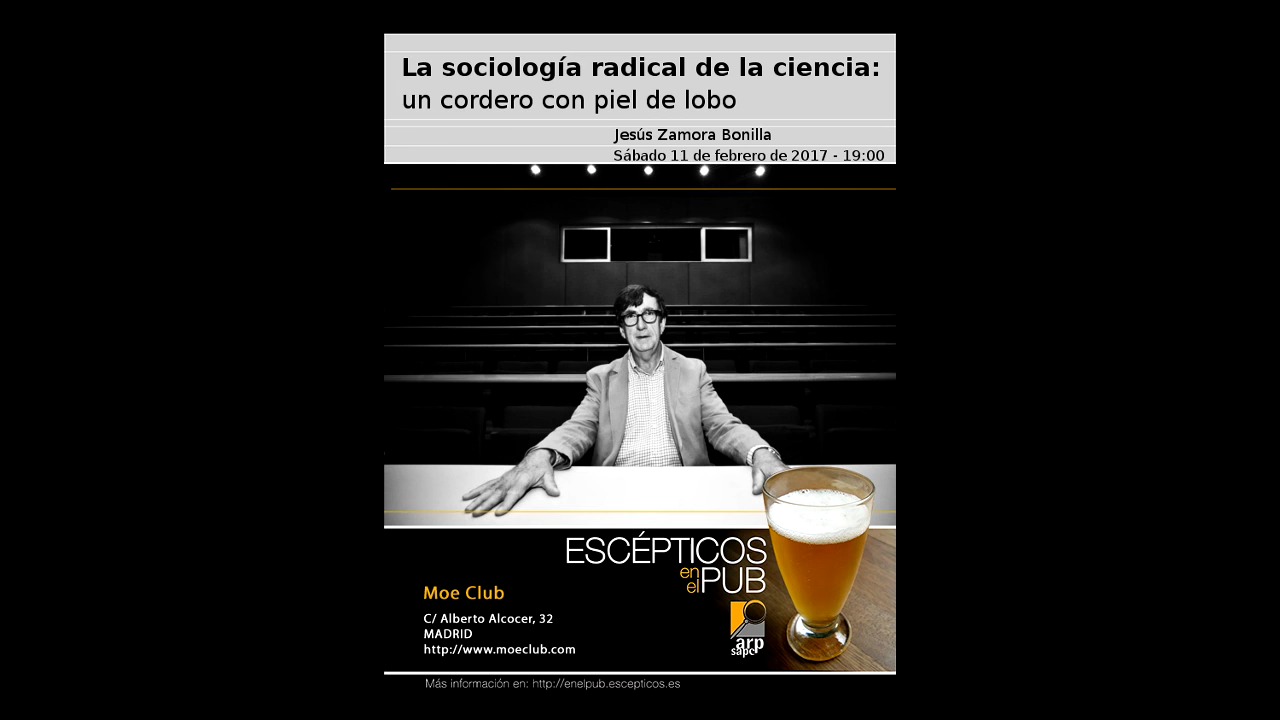 La sociología radical de la ciencia:
un cordero con piel de lobo
Jesús Zamora Bonilla
Sábado 11 de febrero de 2017 - 19:00
ESCÉPTICOS
en el PUB
Moe Club
C/ Alberto Alcocer, 32
MADRID
http://www.moeclub.com
arp
sapc
Más información en: http://enelpub.escepticos.es